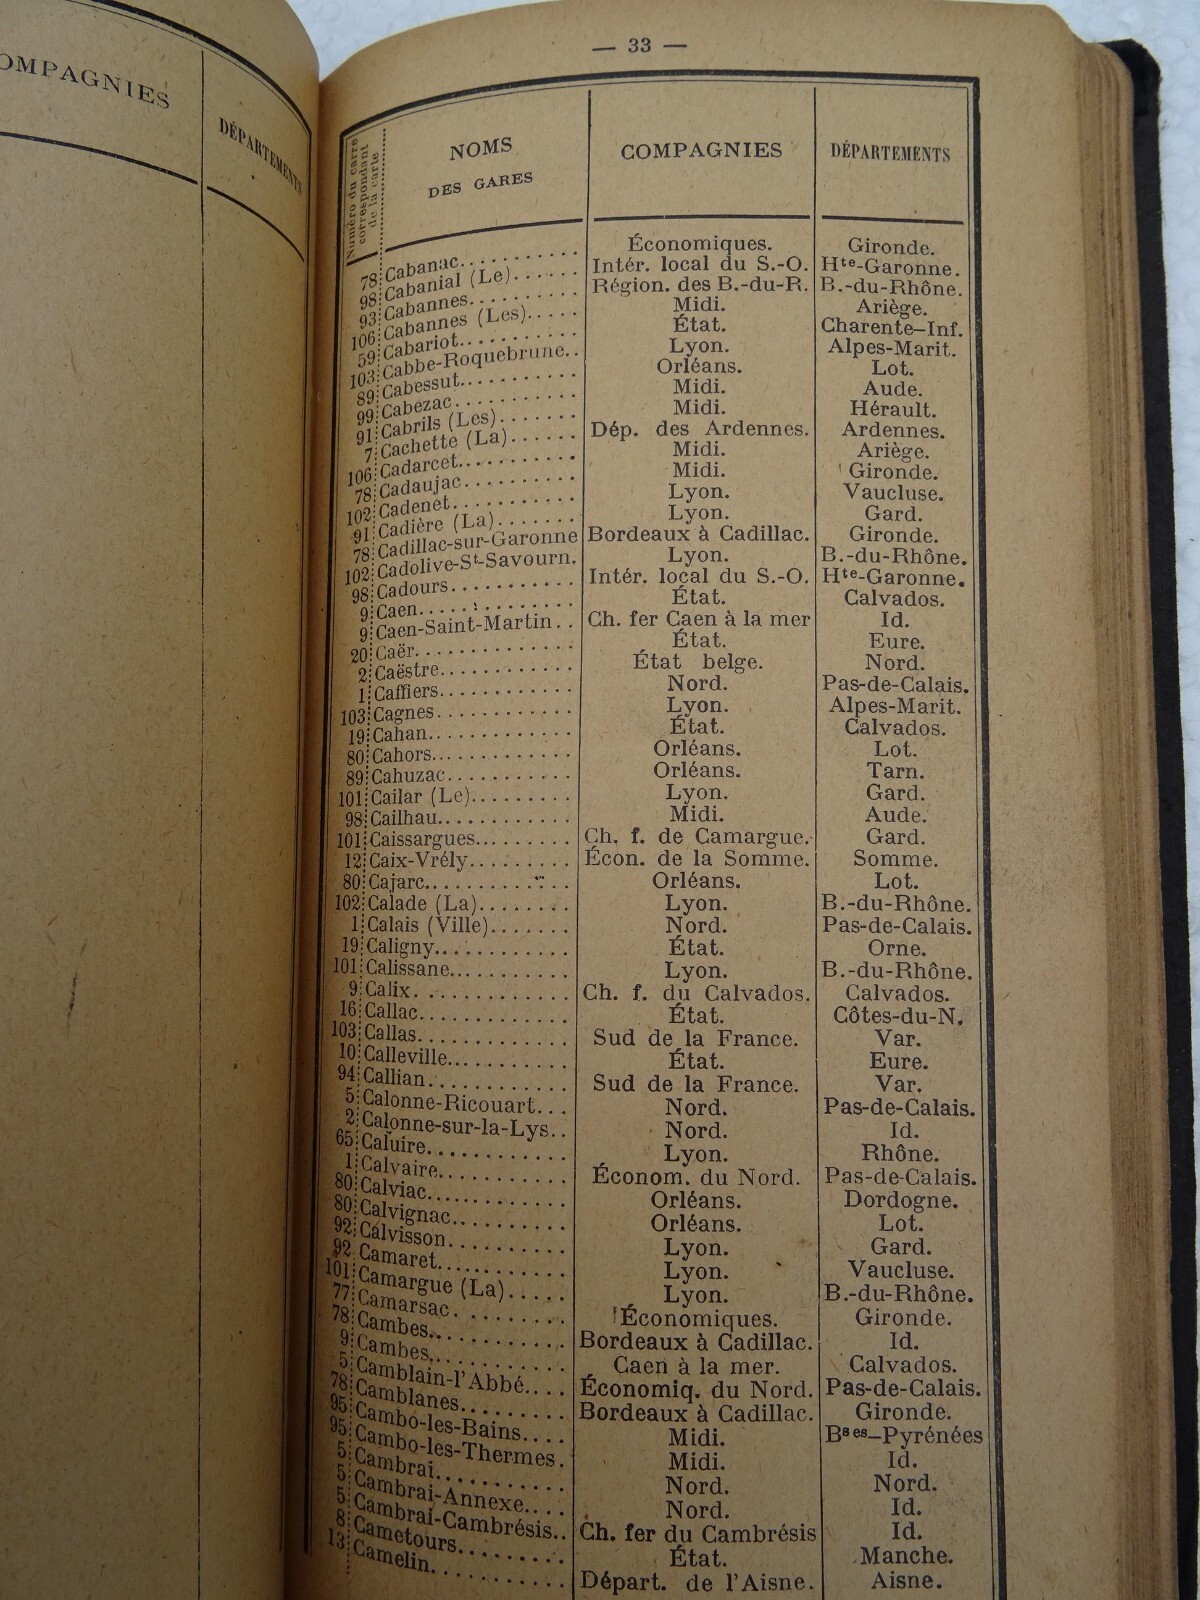 OMPAGNIES
DÉPARTEMENTS
— 33 —
Numéro du carré correspondant de la carte
NOMS DES GARES
COMPAGNIES
DÉPARTEMENTS
78 Cabanac........... Économiques. Gironde.
98 Cabanial (Le)...... Intér. local du S.-O. Hte-Garonne.
93 Cabannes.......... Région. des B.-du-R. B.-du-Rhône.
106 Cabannes (Les)..... Midi. Ariège.
59 Cabariot........... État. Charente-Inf.
103 Cabbe-Roquebrune.. Lyon. Alpes-Marit.
89 Cabessut........... Orléans. Lot.
99 Cabezac........... Midi. Aude.
91 Cabrils (Les)....... Midi. Hérault.
7 Cachette (La)...... Dép. des Ardennes. Ardennes.
106 Cadarcet........... Midi. Ariège.
78 Cadaujac.......... Midi. Gironde.
102 Cadenet........... Lyon. Vaucluse.
91 Cadière (La)....... Lyon. Gard.
78 Cadillac-sur-Garonne Bordeaux à Cadillac. Gironde.
102 Cadolive-St-Savourn. Lyon. B.-du-Rhône.
98 Cadours........... Intér. local du S.-O. Hte-Garonne.
9 Caen.............. État. Calvados.
9 Caen-Saint-Martin.. Ch. fer Caen à la mer Id.
20 Caër.............. État. Eure.
2 Caëstre............ État belge. Nord.
1 Caffiers............ Nord. Pas-de-Calais.
103 Cagnes............ Lyon. Alpes-Marit.
19 Cahan............. État. Calvados.
80 Cahors............ Orléans. Lot.
89 Cahuzac........... Orléans. Tarn.
101 Cailar (Le)......... Lyon. Gard.
98 Cailhau............ Midi. Aude.
101 Caissargues........ Ch. f. de Camargue. Gard.
12 Caix-Vrély......... Écon. de la Somme. Somme.
80 Cajarc............. Orléans. Lot.
102 Calade (La)........ Lyon. B.-du-Rhône.
1 Calais (Ville)....... Nord. Pas-de-Calais.
19 Caligny............ État. Orne.
101 Calissane.......... Lyon. B.-du-Rhône.
9 Calix.............. Ch. f. du Calvados. Calvados.
16 Callac............. État. Côtes-du-N.
103 Callas............. Sud de la France. Var.
10 Calleville.......... État. Eure.
94 Callian............ Sud de la France. Var.
5 Calonne-Ricouart... Nord. Pas-de-Calais.
2 Calonne-sur-la-Lys.. Nord. Id.
65 Caluire............ Lyon. Rhône.
1 Calvaire........... Économ. du Nord. Pas-de-Calais.
80 Calviac............ Orléans. Dordogne.
80 Calvignac.......... Orléans. Lot.
92 Calvisson.......... Lyon. Gard.
92 Camaret........... Lyon. Vaucluse.
101 Camargue (La)..... Lyon. B.-du-Rhône.
77 Camarsac.......... Économiques. Gironde.
78 Cambes............ Bordeaux à Cadillac. Id.
9 Cambes............ Caen à la mer. Calvados.
5 Camblain-l'Abbé.... Économiq. du Nord. Pas-de-Calais.
78 Camblanes......... Bordeaux à Cadillac. Gironde.
95 Cambo-les-Bains.... Midi. Bses-Pyrénées
95 Cambo-les-Thermes. Midi. Id.
5 Cambrai........... Nord. Nord.
5 Cambrai-Annexe.... Nord. Id.
5 Cambrai-Cambrésis.. Ch. fer du Cambrésis Id.
8 Cametours......... État. Manche.
13 Camelin........... Départ. de l'Aisne. Aisne.